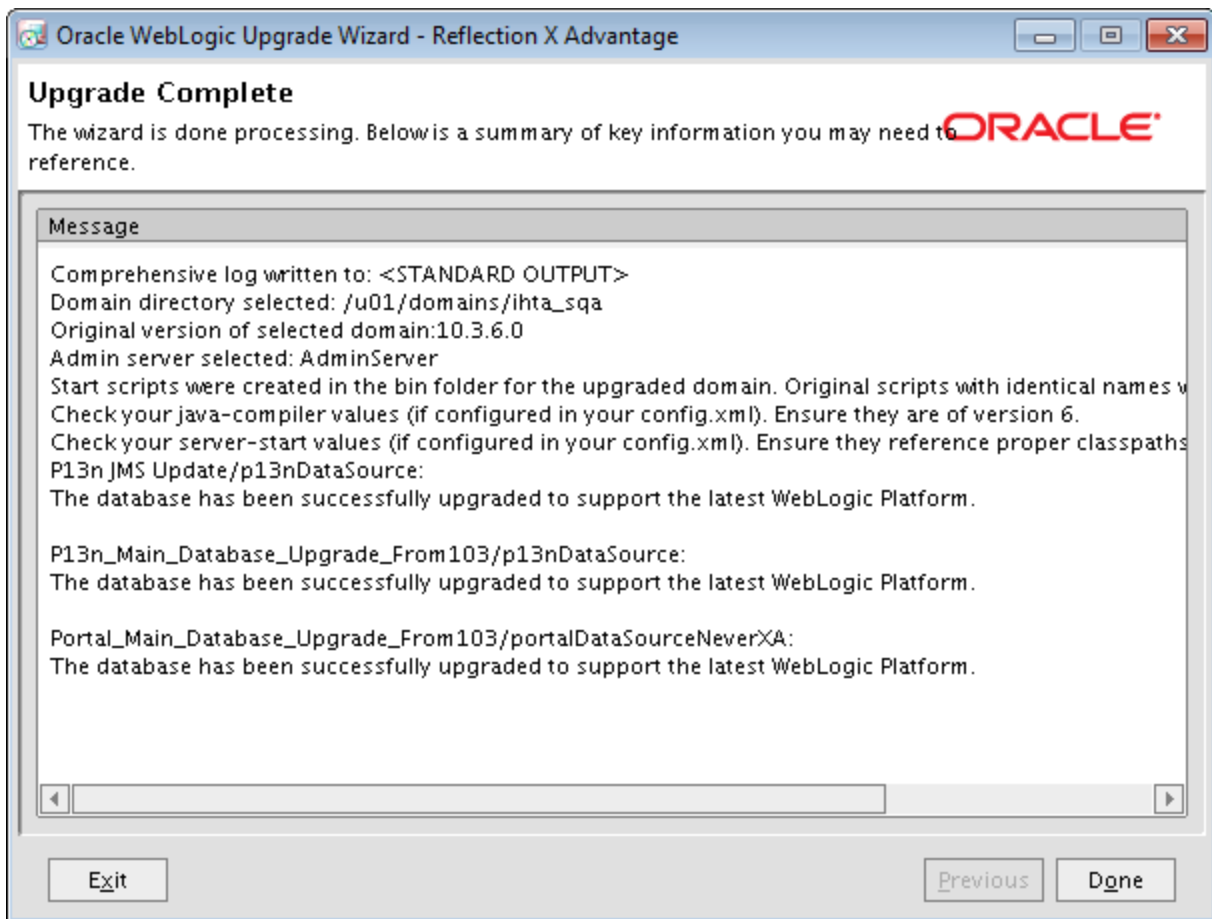 Oracle WebLogic Upgrade Wizard - Reflection X Advantage
Upgrade Complete
The wizard is done processing. Below is a summary of key information you may need to
reference.
ORACLE
Message
Comprehensive log written to: <STANDARD OUTPUT>
Domain directory selected: /u01/domains/ihta_sqa
Original version of selected domain:10.3.6.0
Admin server selected: AdminServer
Start scripts were created in the bin folder for the upgraded domain. Original scripts with identical names
Check your java-compiler values (if configured in your config.xml). Ensure they are of version 6.
Check your server-start values (if configured in your config.xml). Ensure they reference proper classpaths
P13n JMS Update/p13nDataSource:
The database has been successfully upgraded to support the latest WebLogic Platform.
P13n_Main_Database_Upgrade_From103/p13nDataSource:
The database has been successfully upgraded to support the latest WebLogic Platform.
Portal_Main_Database_Upgrade_From103/portalDataSourceNeverXA:
The database has been successfully upgraded to support the latest WebLogic Platform.
Exit
Previous
Done